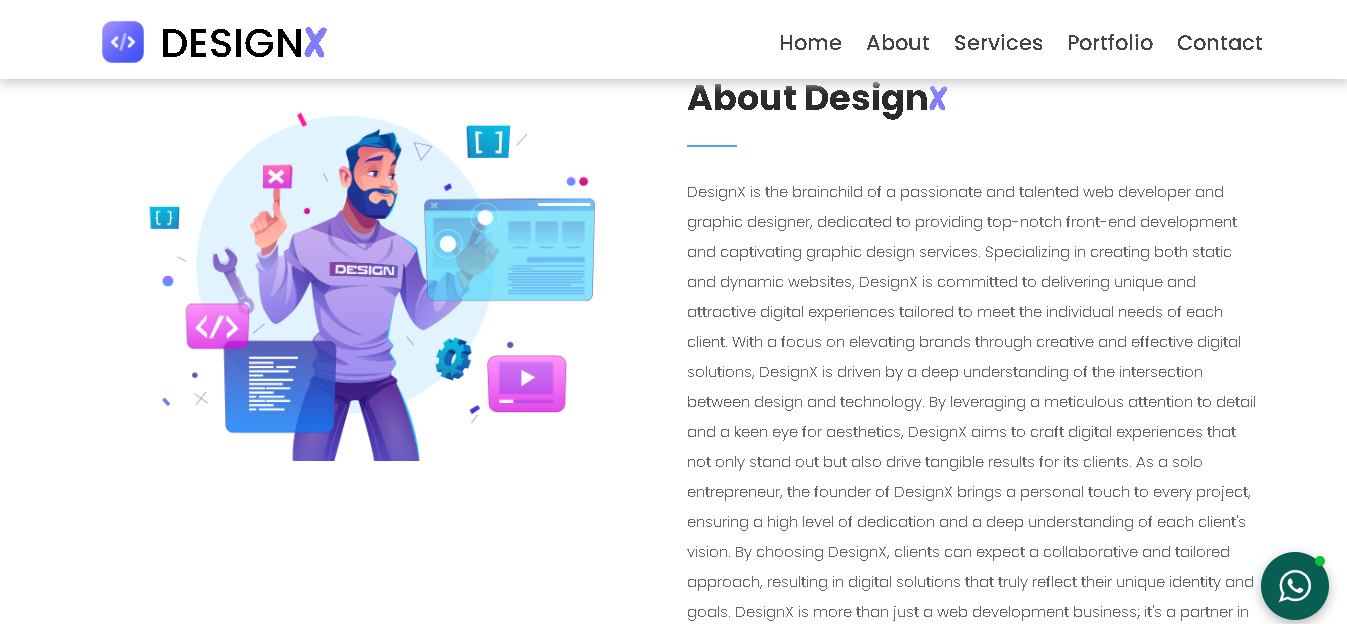 DESIGNX
Home About Services Portfolio Contact
About DesignX
DESIGN
DesignX is the brainchild of a passionate and talented web developer and
graphic designer, dedicated to providing top-notch front-end development
and captivating graphic design services. Specializing in creating both static
and dynamic websites, DesignX is committed to delivering unique and
attractive digital experiences tailored to meet the individual needs of each
client. With a focus on elevating brands through creative and effective digital
solutions, DesignX is driven by a deep understanding of the intersection
between design and technology. By leveraging a meticulous attention to detail
and a keen eye for aesthetics, DesignX aims to craft digital experiences that
not only stand out but also drive tangible results for its clients. As a solo
entrepreneur, the founder of DesignX brings a personal touch to every project,
ensuring a high level of dedication and a deep understanding of each client's
vision. By choosing DesignX, clients can expect a collaborative and tailored
approach, resulting in digital solutions that truly reflect their unique identity and
goals. DesignX is more than just a web development business; it's a partner in